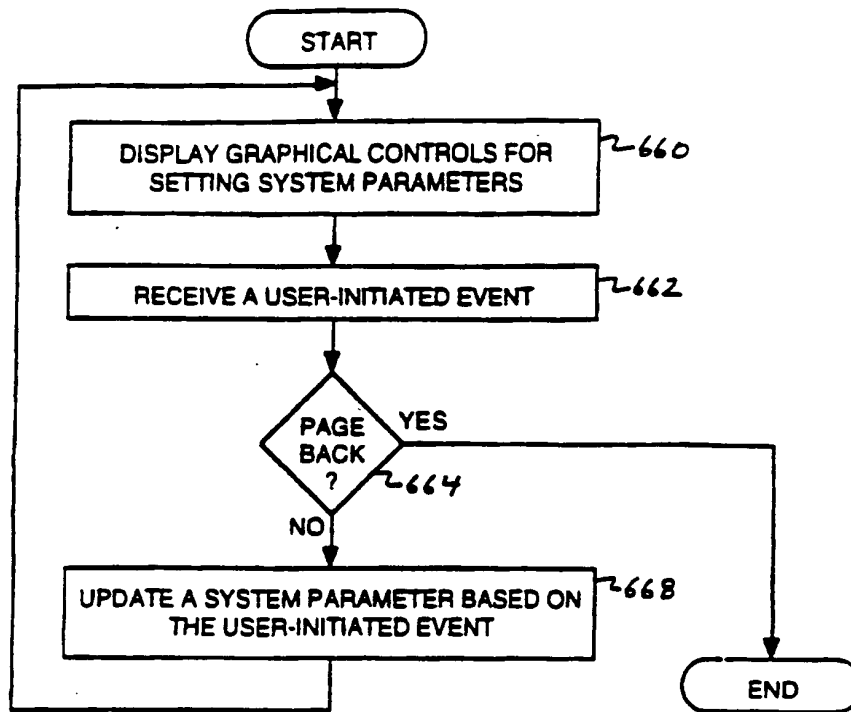 START
DISPLAY GRAPHICAL CONTROLS FOR
SETTING SYSTEM PARAMETERS
660
RECEIVE A USER-INITIATED EVENT
662
PAGE
BACK
?
YES
664
NO
UPDATE A SYSTEM PARAMETER BASED ON
THE USER-INITIATED EVENT
668
END